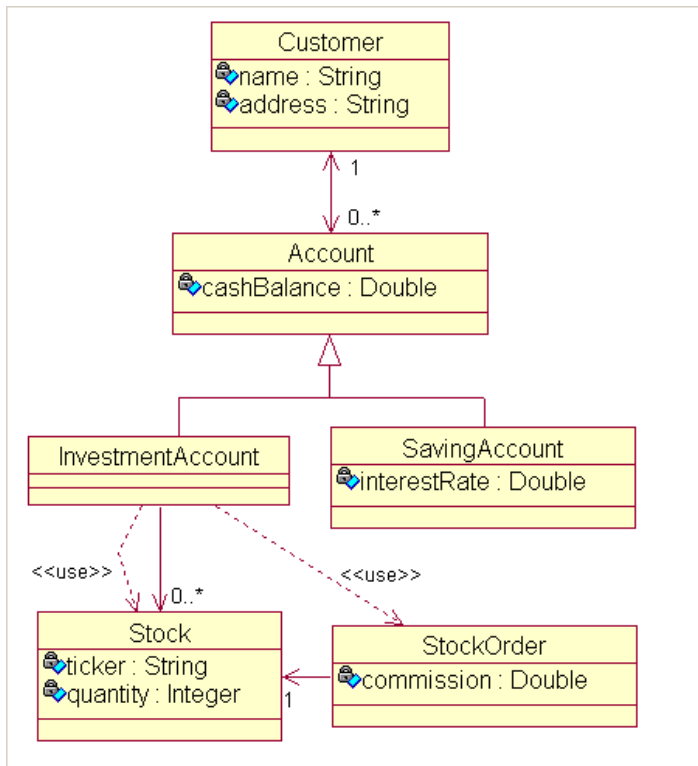 Customer
name : String
address : String
1
0..*
Account
cashBalance : Double
InvestmentAccount
SavingAccount
interestRate : Double
<<use>>
<<use>>
0..*
Stock
ticker : String
quantity : Integer
1
StockOrder
commission : Double